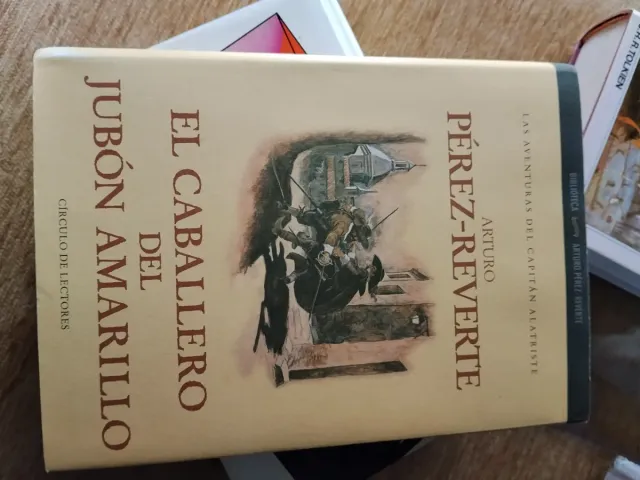 BIBLIOTECA ARTURO PÉREZ-REVERTE
LAS AVENTURAS DEL CAPITÁN ALATRISTE
ARTURO
PÉREZ-REVERTE
EL CABALLERO
DEL
JUBÓN AMARILLO
CÍRCULO DE LECTORES
R.R.TOLKIEN